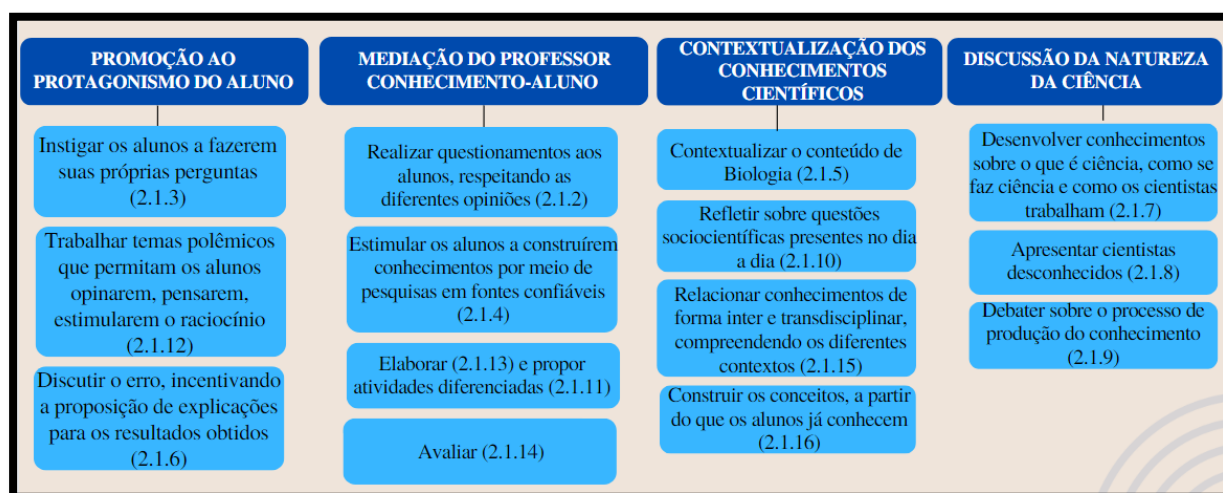 PROMOÇÃO AO
PROTAGONISMO DO ALUNO
Instigar os alunos a fazerem
suas próprias perguntas
(2.1.3)
Trabalhar temas polêmicos
que permitam os alunos
opinarem, pensarem,
estimularem o raciocínio
(2.1.12)
Discutir o erro, incentivando
a proposição de explicações
para os resultados obtidos
(2.1.6)
MEDIAÇÃO DO PROFESSOR
CONHECIMENTO-ALUNO
Realizar questionamentos aos
alunos, respeitando as
diferentes opiniões (2.1.2)
Estimular os alunos a construírem
conhecimentos por meio de
pesquisas em fontes confiáveis
(2.1.4)
Elaborar (2.1.13) e propor
atividades diferenciadas (2.1.11)
Avaliar (2.1.14)
CONTEXTUALIZAÇÃO DOS
CONHECIMENTOS
CIENTÍFICOS
Contextualizar o conteúdo de
Biologia (2.1.5)
Refletir sobre questões
sociocientíficas presentes no dia
a dia (2.1.10)
Relacionar conhecimentos de
forma inter e transdisciplinar,
compreendendo os diferentes
contextos (2.1.15)
Construir os conceitos, a partir
do que os alunos já conhecem
(2.1.16)
DISCUSSÃO DA NATUREZA
DA CIÊNCIA
Desenvolver conhecimentos
sobre o que é ciência, como se
faz ciência e como os cientistas
trabalham (2.1.7)
Apresentar cientistas
desconhecidos (2.1.8)
Debater sobre o processo de
produção do conhecimento
(2.1.9)